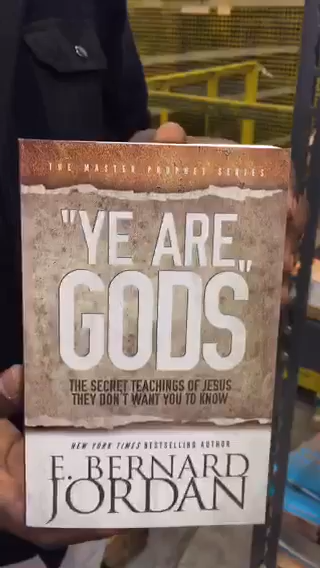 THE MASTER PROPHET SERIES
"YE ARE
GODS"
THE SECRET TEACHINGS OF JESUS
THEY DON'T WANT YOU TO KNOW
NEW YORK TIMES BESTSELLING AUTHOR
E. BERNARD
JORDAN